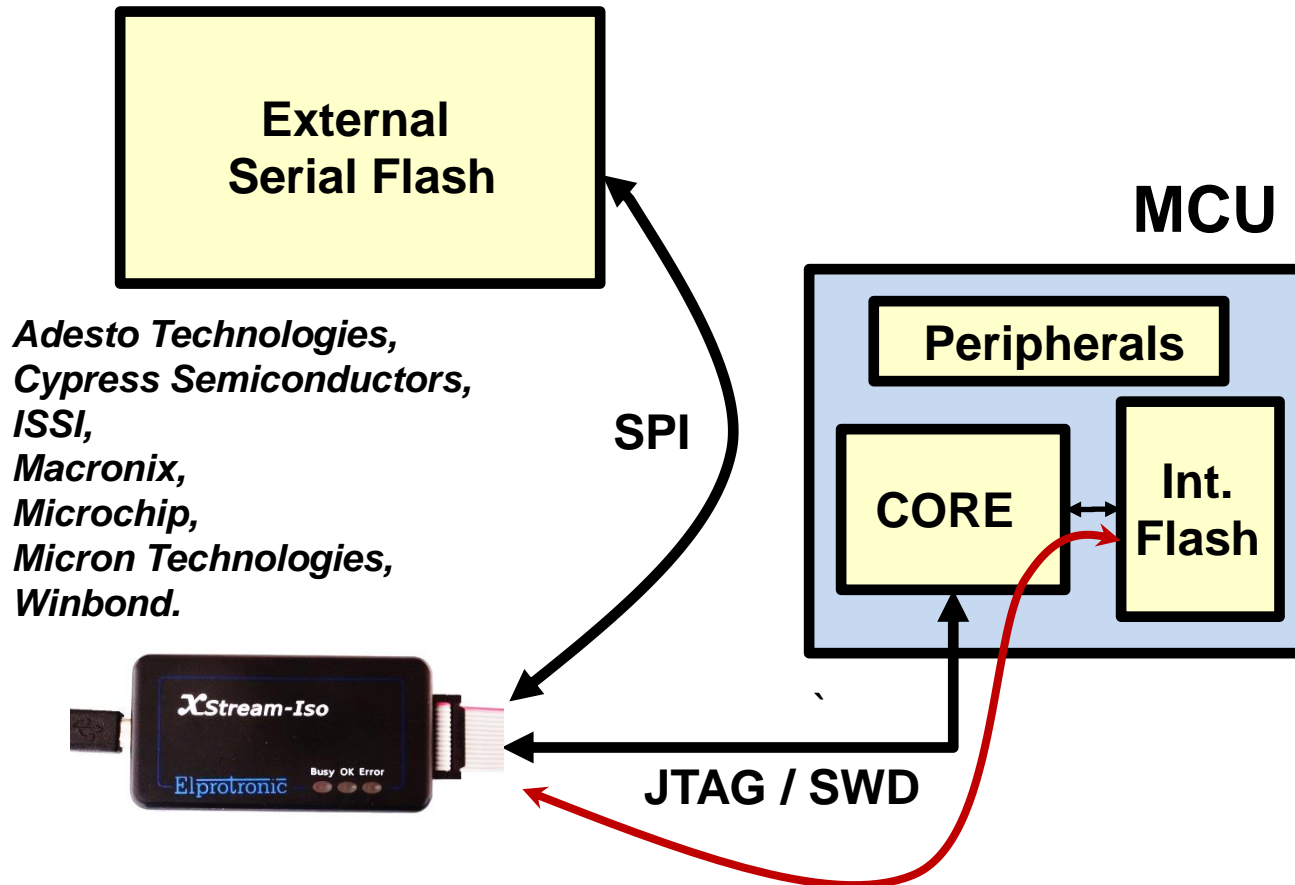 External
Serial Flash
MCU
Adesto Technologies,
Cypress Semiconductors,
ISSI,
Macronix,
Microchip,
Micron Technologies,
Winbond.
SPI
Peripherals
CORE
Int.
Flash
XStream-Iso
Busy OK Error
Elprotronic
`
JTAG / SWD